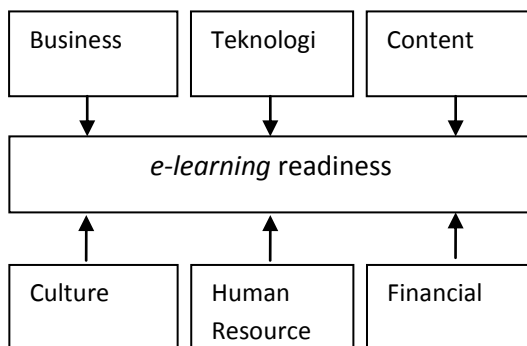 Business
Teknologi
Content
e-learning readiness
Culture
Human
Resource
Financial